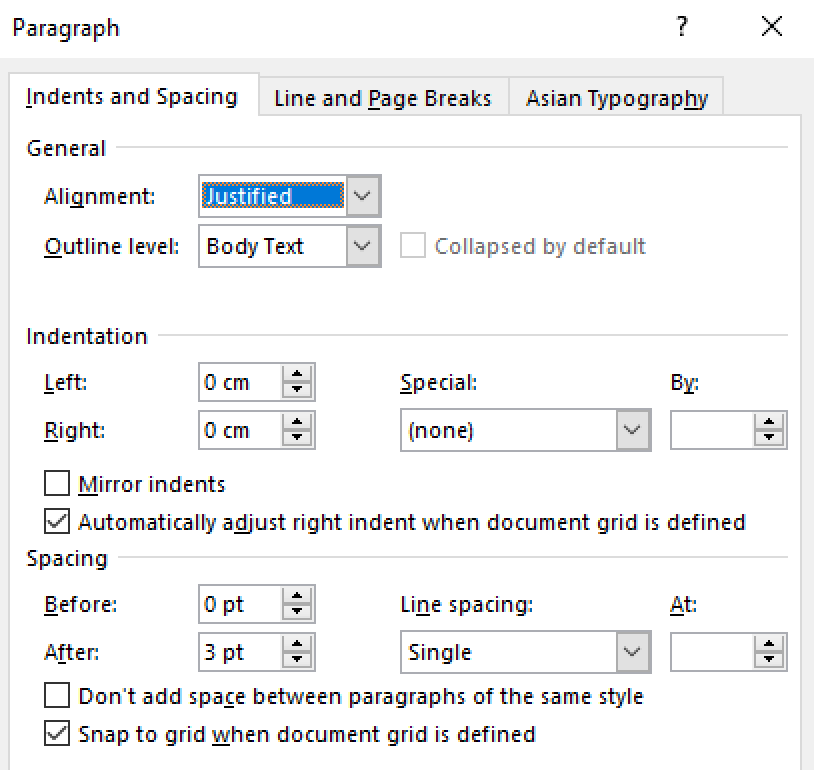 Paragraph ?
Indents and Spacing Line and Page Breaks Asian Typography
General
Alignment: Justified
Outline level: Body Text Collapsed by default
Indentation
Left: 0 cm Special: By:
Right: 0 cm (none)
Mirror indents
Automatically adjust right indent when document grid is defined
Spacing
Before: 0 pt Line spacing: At:
After: 3 pt Single
Don't add space between paragraphs of the same style
Snap to grid when document grid is defined